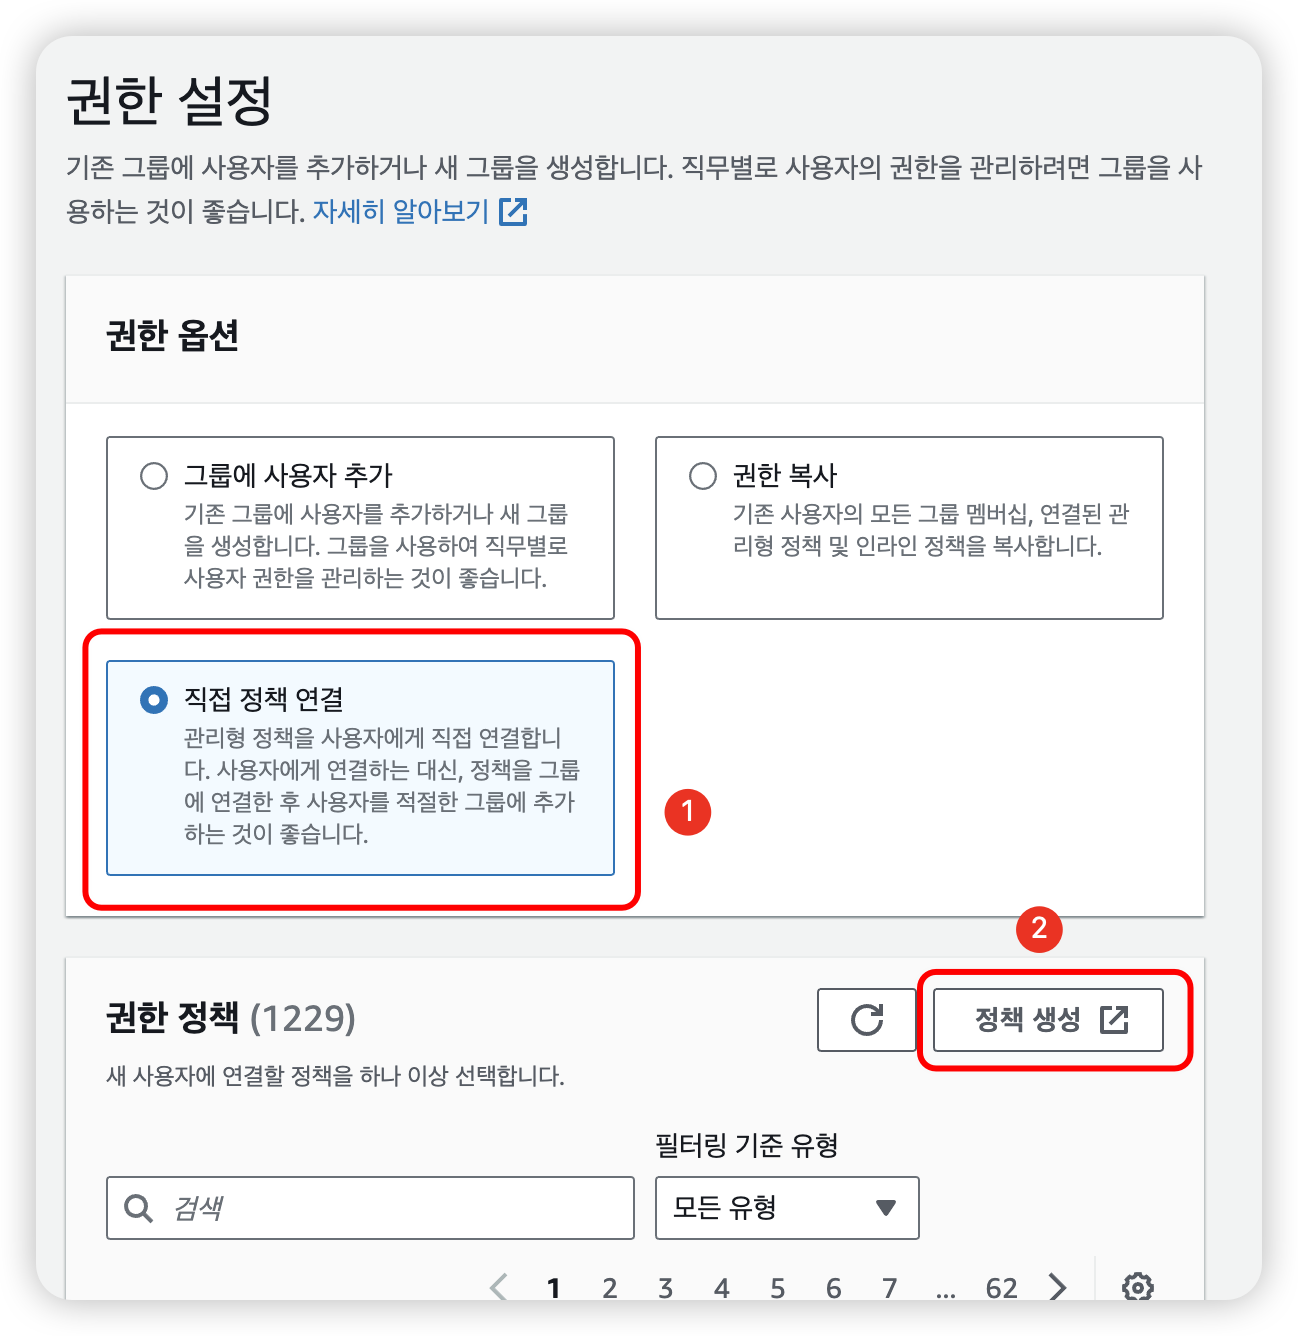 권한 설정
기존 그룹에 사용자를 추가하거나 새 그룹을 생성합니다. 직무별로 사용자의 권한을 관리하려면 그룹을 사
용하는 것이 좋습니다. 자세히 알아보기
권한 옵션
그룹에 사용자 추가
기존 그룹에 사용자를 추가하거나 새 그룹
을 생성합니다. 그룹을 사용하여 직무별로
사용자 권한을 관리하는 것이 좋습니다.
권한 복사
기존 사용자의 모든 그룹 멤버십, 연결된 관
리형 정책 및 인라인 정책을 복사합니다.
직접 정책 연결
관리형 정책을 사용자에게 직접 연결합니
다. 사용자에게 연결하는 대신, 정책을 그룹
에 연결한 후 사용자를 적절한 그룹에 추가
하는 것이 좋습니다.
1
2
권한 정책 (1229)
정책 생성
새 사용자에 연결할 정책을 하나 이상 선택합니다.
필터링 기준 유형
검색
모든 유형
1 2 3 4 5 6 7 ... 62